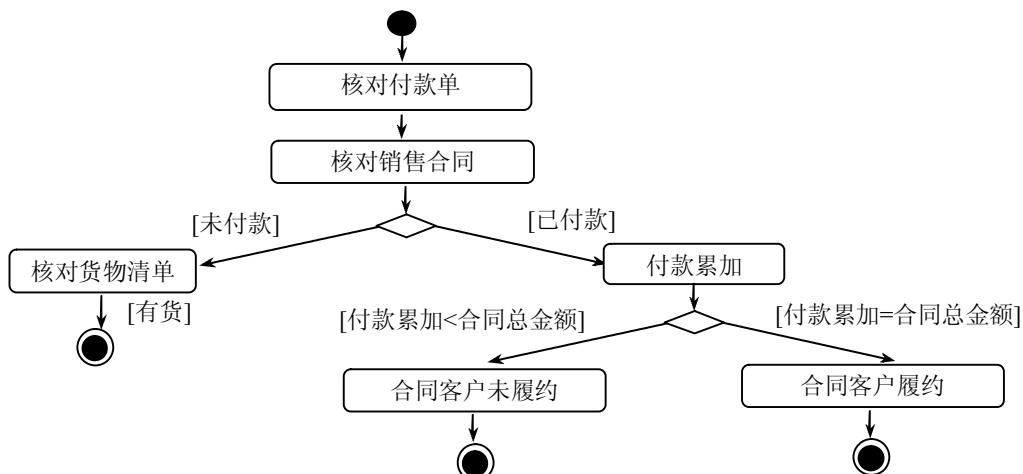 核对付款单
核对销售合同
[未付款]
[已付款]
核对货物清单
付款累加
[有货]
[付款累加<合同总金额]
[付款累加=合同总金额]
合同客户未履约
合同客户履约